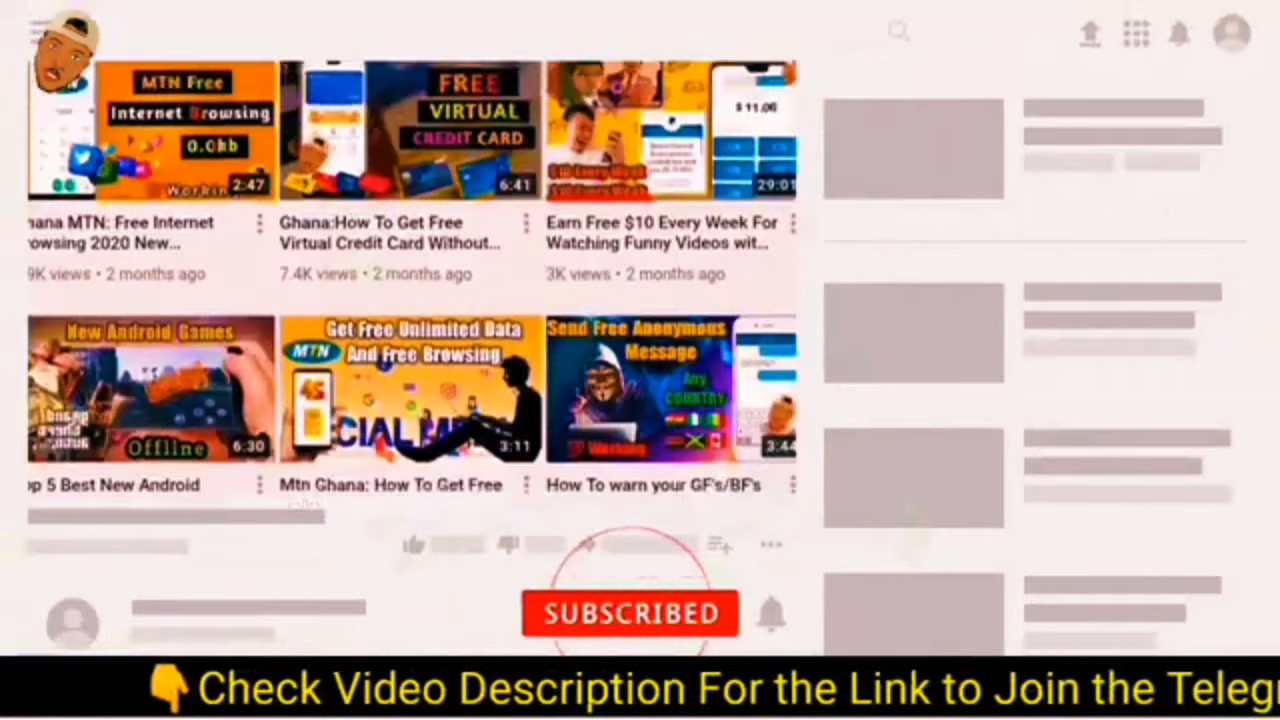 MTN Free
Internet Browsing
0.0kb
2:47
FREE
VIRTUAL
CREDIT CARD
6:41
$ 11.06
$10 Every Week
29:01
hana MTN: Free Internet
rowsing 2020 New...
9K views • 2 months ago
Ghana:How To Get Free
Virtual Credit Card Without...
7.4K views • 2 months ago
Earn Free $10 Every Week For
Watching Funny Videos wit...
3K views • 2 months ago
New Android Games
Offline
6:30
Get Free Unlimited Data
MTN
And Free Browsing
3:11
Send Free Anonymous
Message
Any
COUNTRY
Working
3:44
op 5 Best New Android
Mtn Ghana: How To Get Free
How To warn your GF's/BF's
SUBSCRIBED
👇Check Video Description For the Link to Join the Teleg